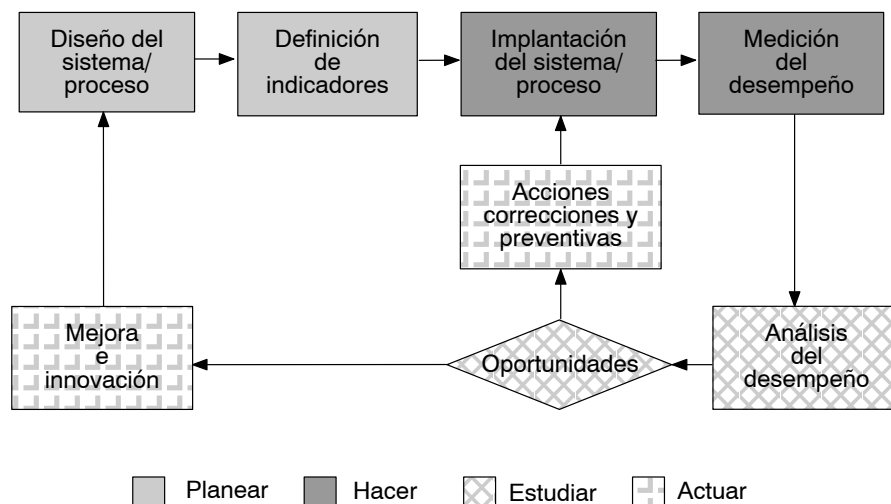 Diseño del
sistema/
proceso
Definición
de
indicadores
Implantación
del sistema/
proceso
Medición
del
desempeño
Acciones
correcciones y
preventivas
Mejora
e
innovación
Oportunidades
Análisis
del
desempeño
Planear
Hacer
Estudiar
Actuar